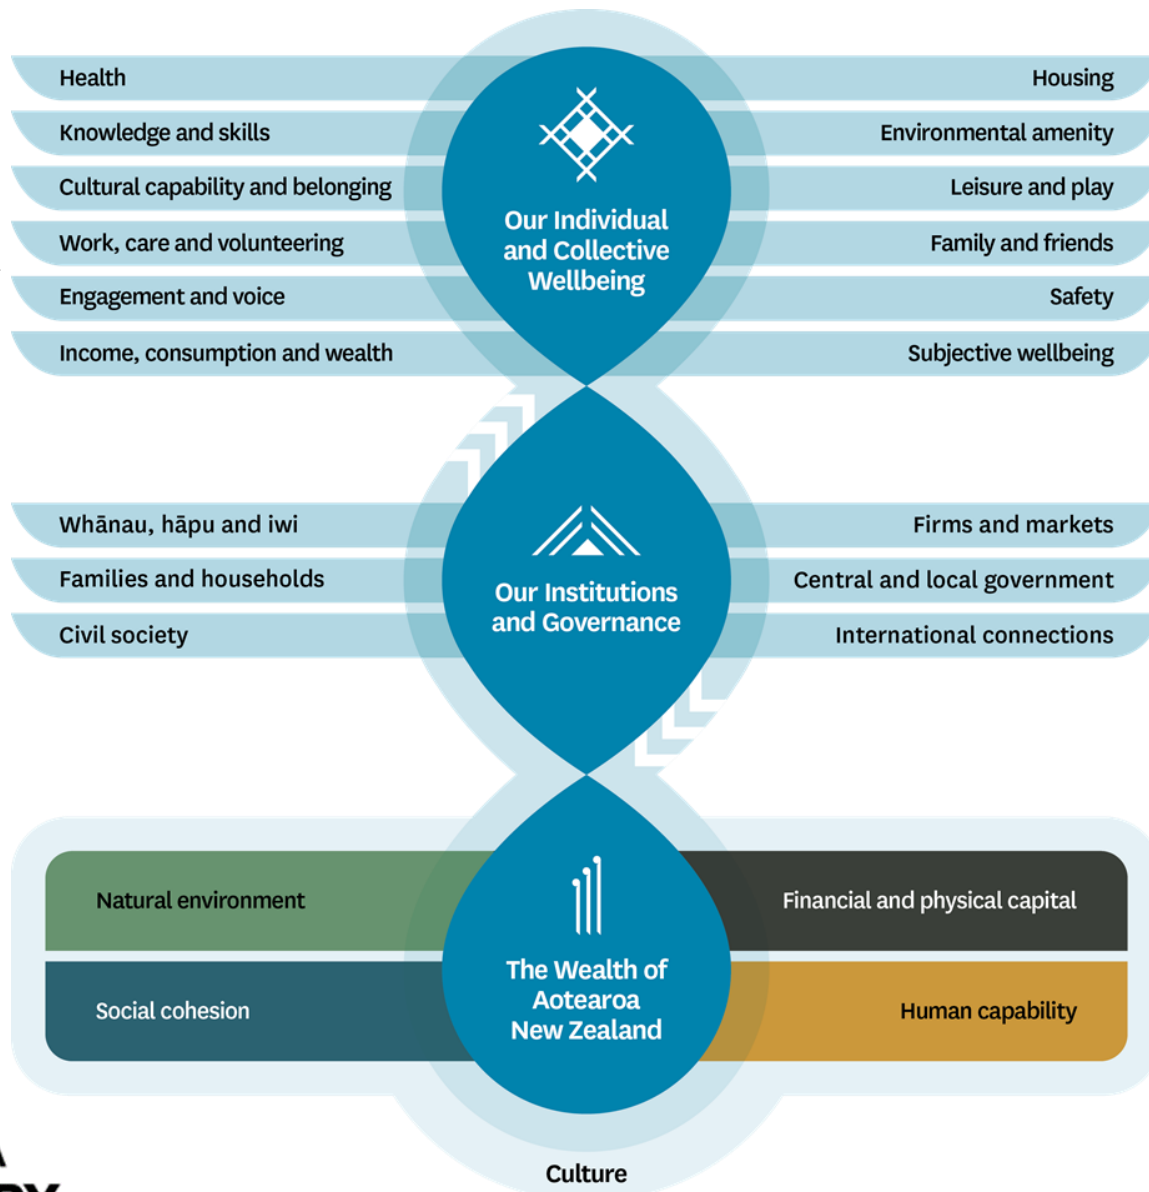 Health
Housing
Knowledge and skills
Environmental amenity
Cultural capability and belonging
Leisure and play
Work, care and volunteering
Family and friends
Engagement and voice
Safety
Income, consumption and wealth
Subjective wellbeing
Our Individual
and Collective
Wellbeing
Whānau, hāpu and iwi
Firms and markets
Families and households
Central and local government
Civil society
International connections
Our Institutions
and Governance
Natural environment
Financial and physical capital
Social cohesion
Human capability
The Wealth of
Aotearoa
New Zealand
Culture